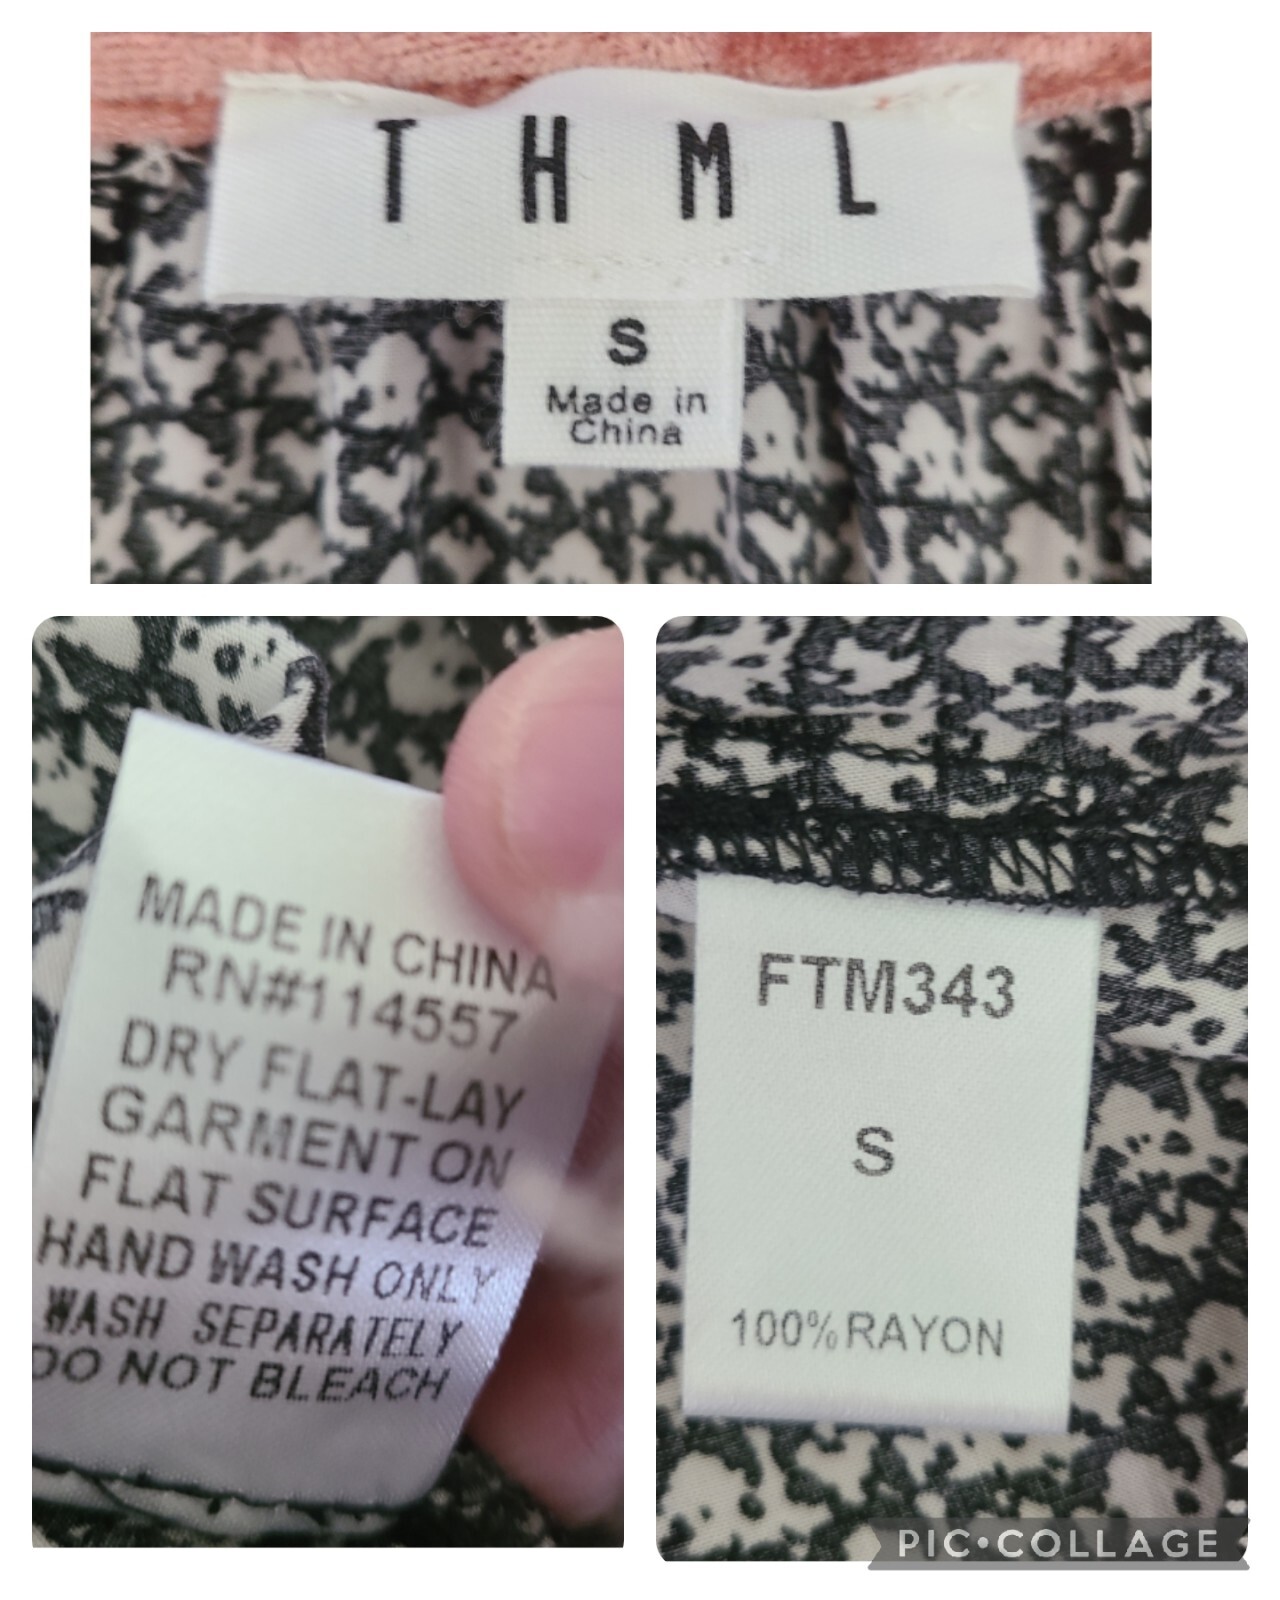 T H M L
S
Made in
China
MADE IN CHINA
RN#114557
DRY FLAT-LAY
GARMENT ON
FLAT SURFACE
HAND WASH ONLY
WASH SEPARATELY
DO NOT BLEACH
FTM343
S
100%RAYON
PIC•COLLAGE